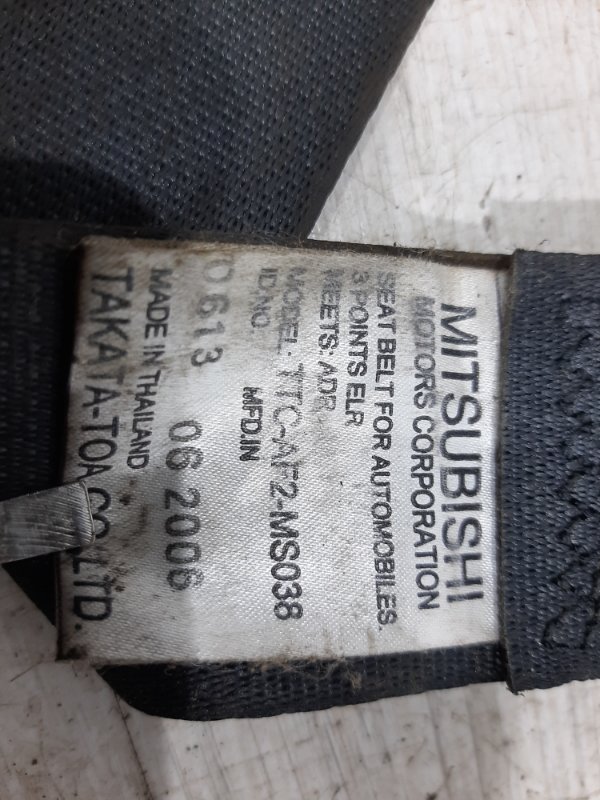 MITSUBISHI
MOTORS CORPORATION
SEAT BELT FOR AUTOMOBILES.
3 POINTS ELR
MEETS: ADR
MODEL: TTC-AF2-MS038
ID.NO. MFD.IN
0613 06 2006
MADE IN THAILAND
TAKATA-TOA CO.,LTD.